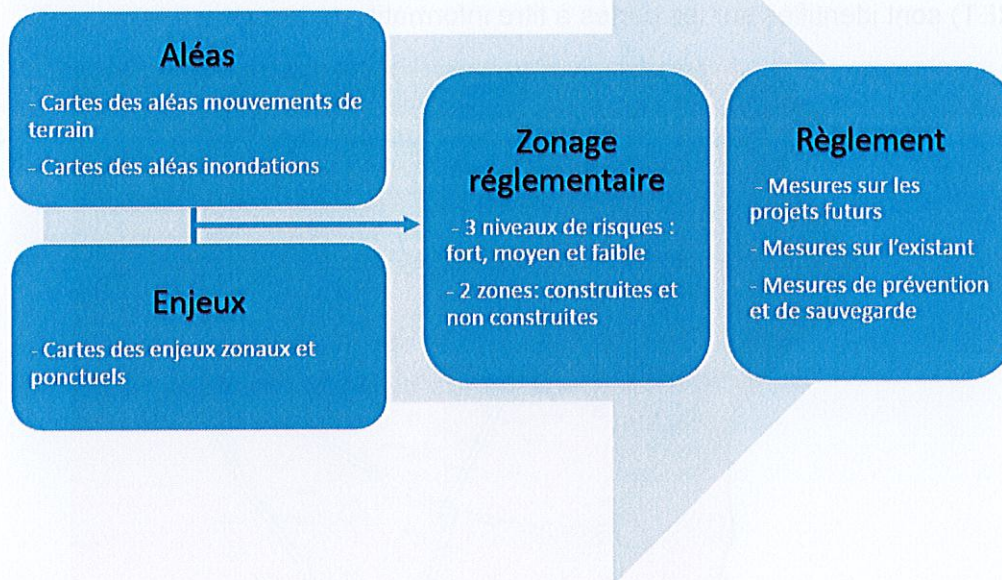 Aléas
- Cartes des aléas mouvements de
terrain
- Cartes des aléas inondations
Enjeux
- Cartes des enjeux zonaux et
ponctuels
Zonage
réglementaire
- 3 niveaux de risques :
fort, moyen et faible
- 2 zones: construites et
non construites
Règlement
- Mesures sur les
projets futurs
- Mesures sur l'existant
- Mesures de prévention
et de sauvegarde